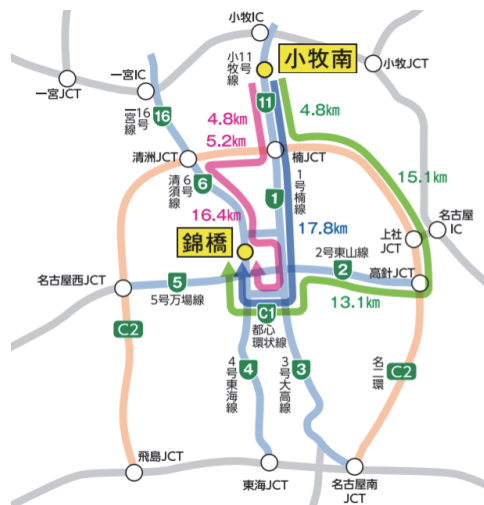 小牧IC
小牧南
小牧JCT
小牧線
11号
11
一宮IC
一宮JCT
16
一宮線
16号
4.8km
5.2km
4.8km
楠JCT
清洲JCT
6
清須線
6号
1
1号楠線
15.1km
16.4km
17.8km
名古屋
IC
上社
JCT
錦橋
2号東山線
2
高針JCT
名古屋西JCT
5
5号万場線
13.1km
C1
都心
環状線
C2
4号東海線
4
3号大高線
3
名二環
C2
飛島JCT
東海JCT
名古屋南
JCT